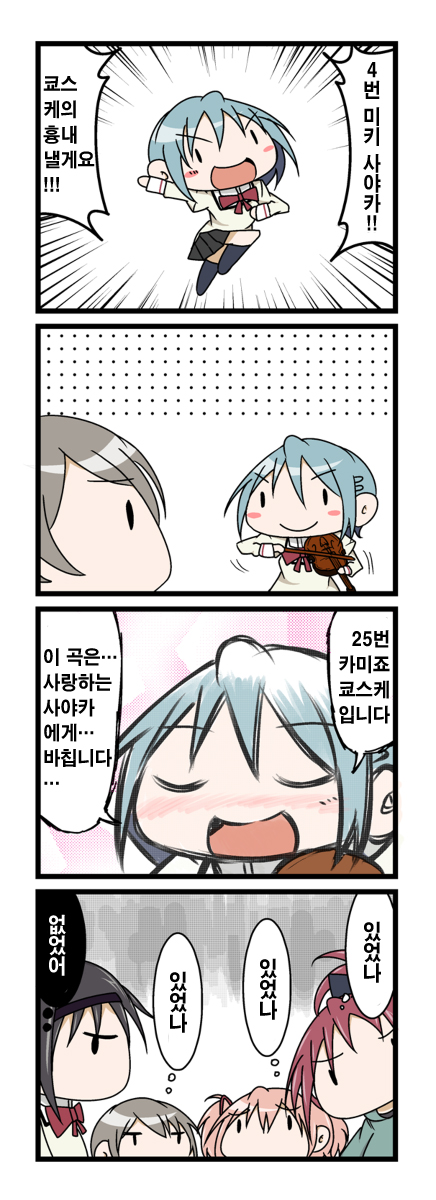 4번 미키 사야카!!
쿄스
케의
흉내
낼게요
!!!
25번
카미죠
쿄스케
입니다
이 곡은…
사랑하는
사야카
에게…
바칩니다
…
있었나
있었나
있었나
없었어